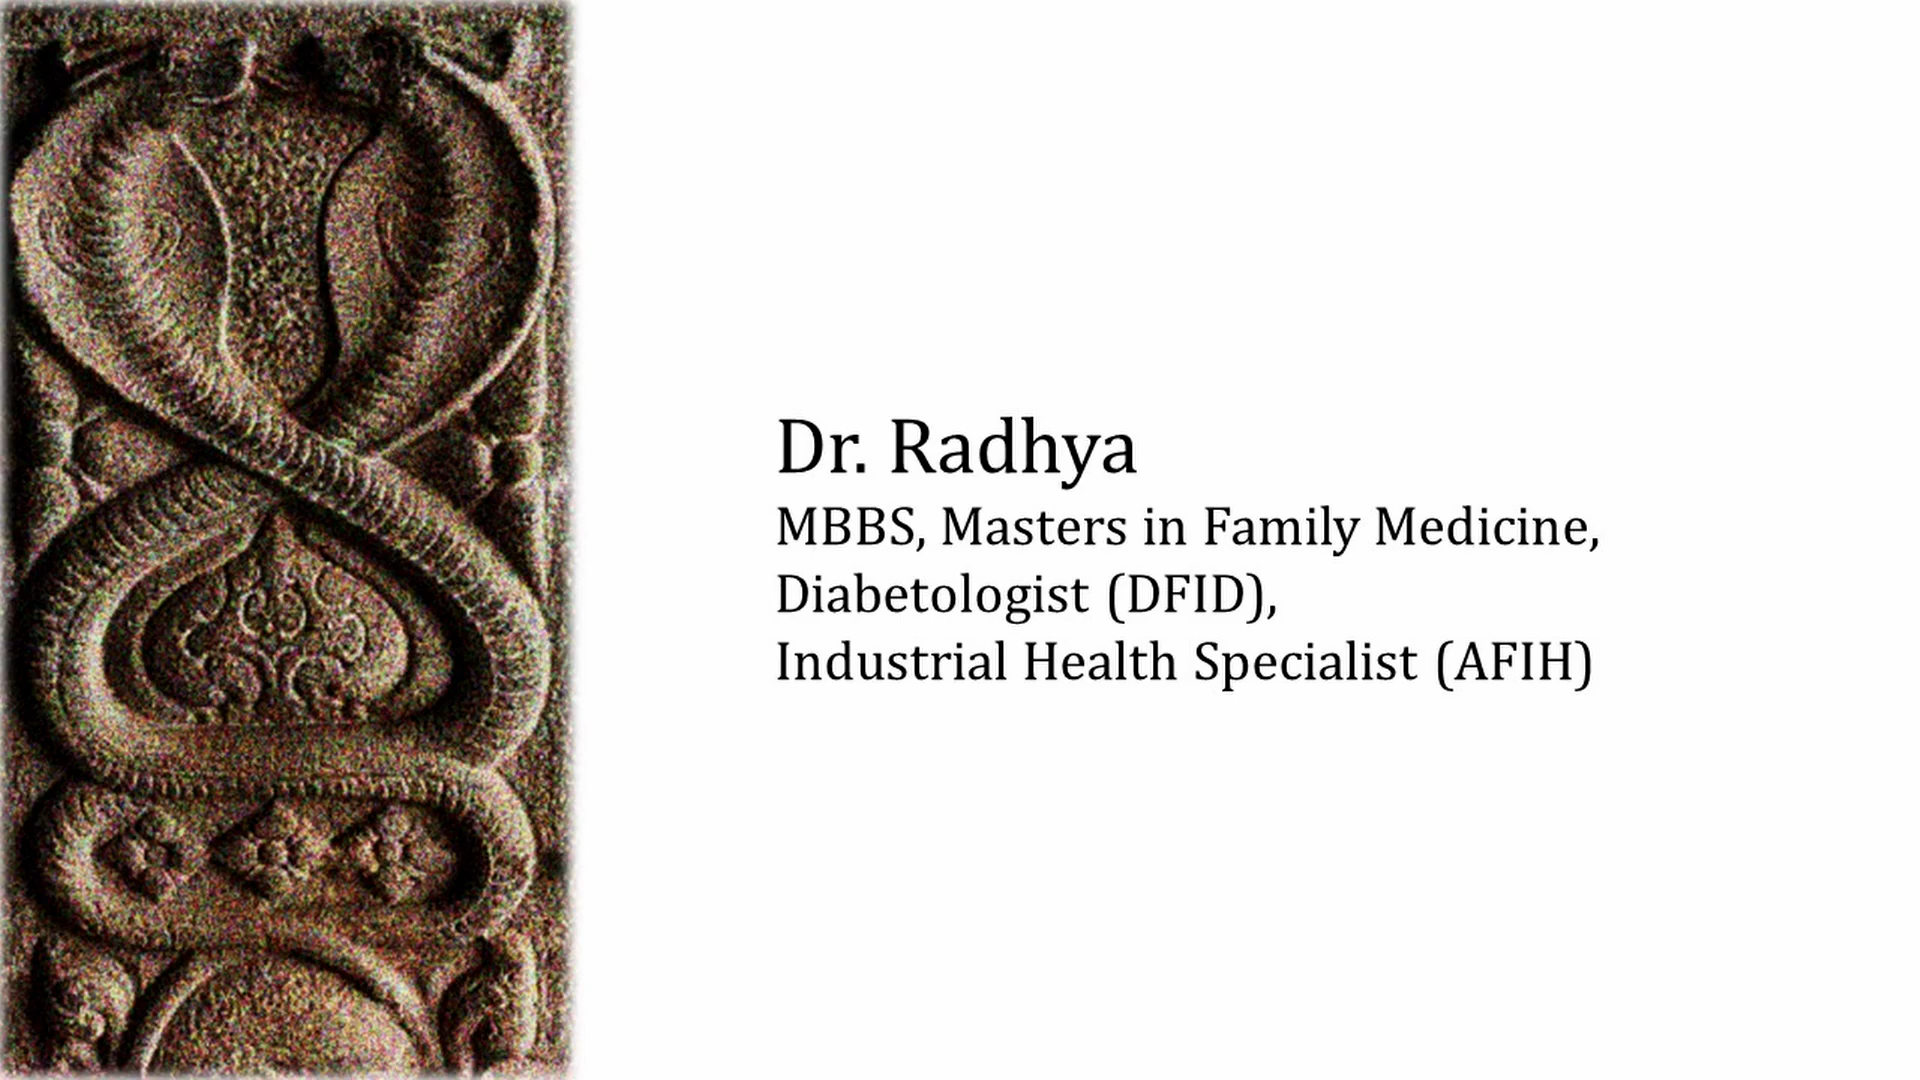 Dr. Radhya
MBBS, Masters in Family Medicine,
Diabetologist (DFID),
Industrial Health Specialist (AFIH)